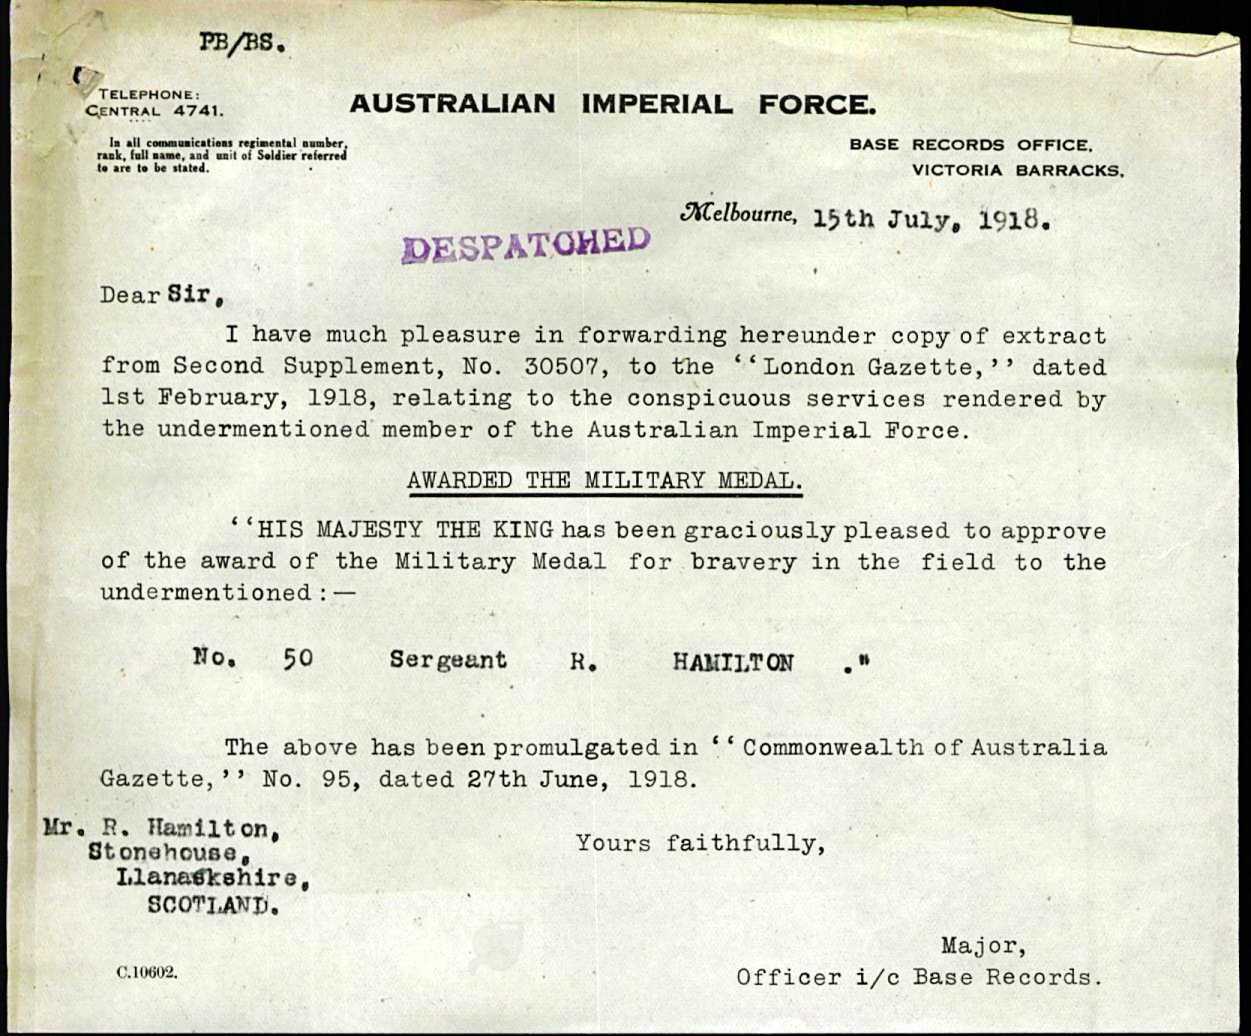 PB/BS.
TELEPHONE:
CENTRAL 4741.
AUSTRALIAN IMPERIAL FORCE.
In all communications regimental number,
rank, full name, and unit of Soldier referred
to are to be stated.
BASE RECORDS OFFICE,
VICTORIA BARRACKS,
Melbourne, 15th July, 1918.
DESPATCHED
Dear Sir,
I have much pleasure in forwarding hereunder copy of extract
from Second Supplement, No. 30507, to the ‘‘London Gazette,’’ dated
1st February, 1918, relating to the conspicuous services rendered by
the undermentioned member of the Australian Imperial Force.
AWARDED THE MILITARY MEDAL.
‘‘HIS MAJESTY THE KING has been graciously pleased to approve
of the award of the Military Medal for bravery in the field to the
undermentioned:—
No. 50 Sergeant R. HAMILTON ."
The above has been promulgated in ‘‘Commonwealth of Australia
Gazette,’’ No. 95, dated 27th June, 1918.
Mr. R. Hamilton,
Stonehouse,
Llanarkshire,
SCOTLAND.
Yours faithfully,
Major,
Officer i/c Base Records.
C.10602.